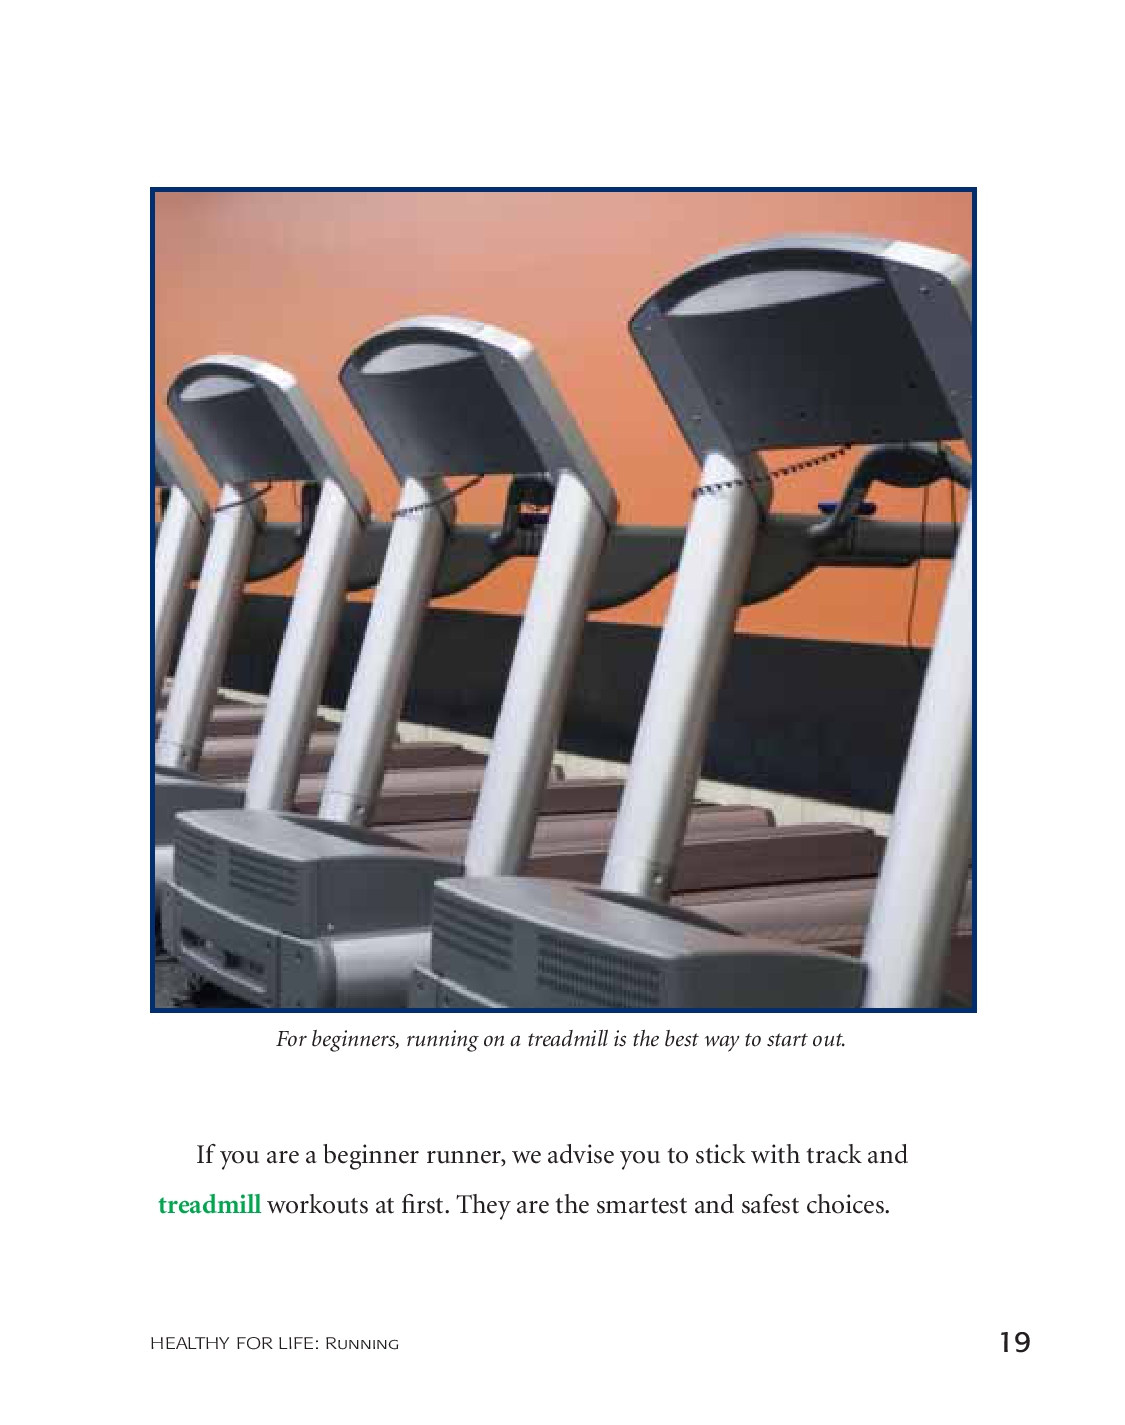 For beginners, running on a treadmill is the best way to start out.
If you are a beginner runner, we advise you to stick with track and
treadmill workouts at first. They are the smartest and safest choices.
HEALTHY FOR LIFE: RUNNING 19